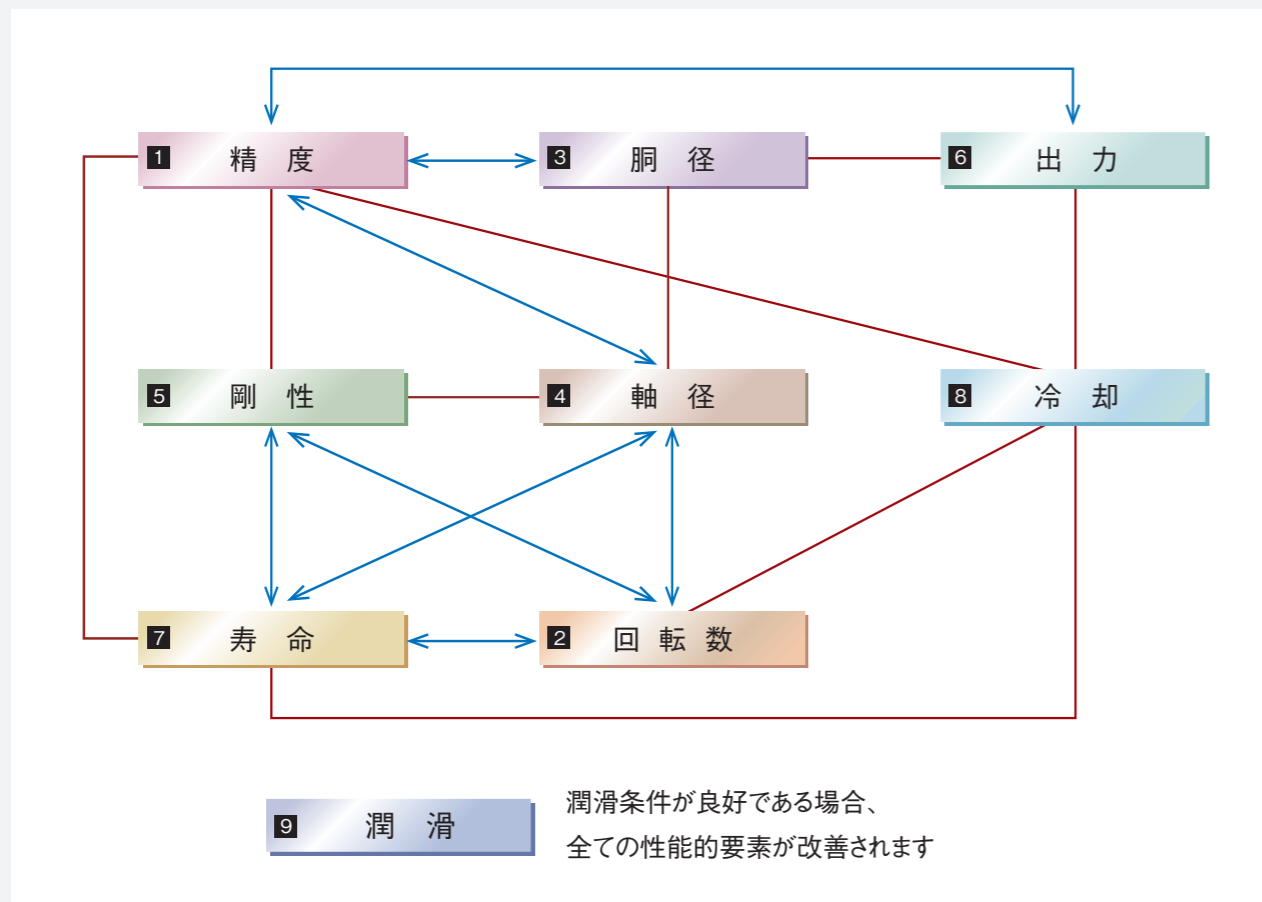 1 精度
3 胴径
6 出力
5 剛性
4 軸径
8 冷却
7 寿命
2 回転数
9 潤滑
潤滑条件が良好である場合、
全ての性能的要素が改善されます